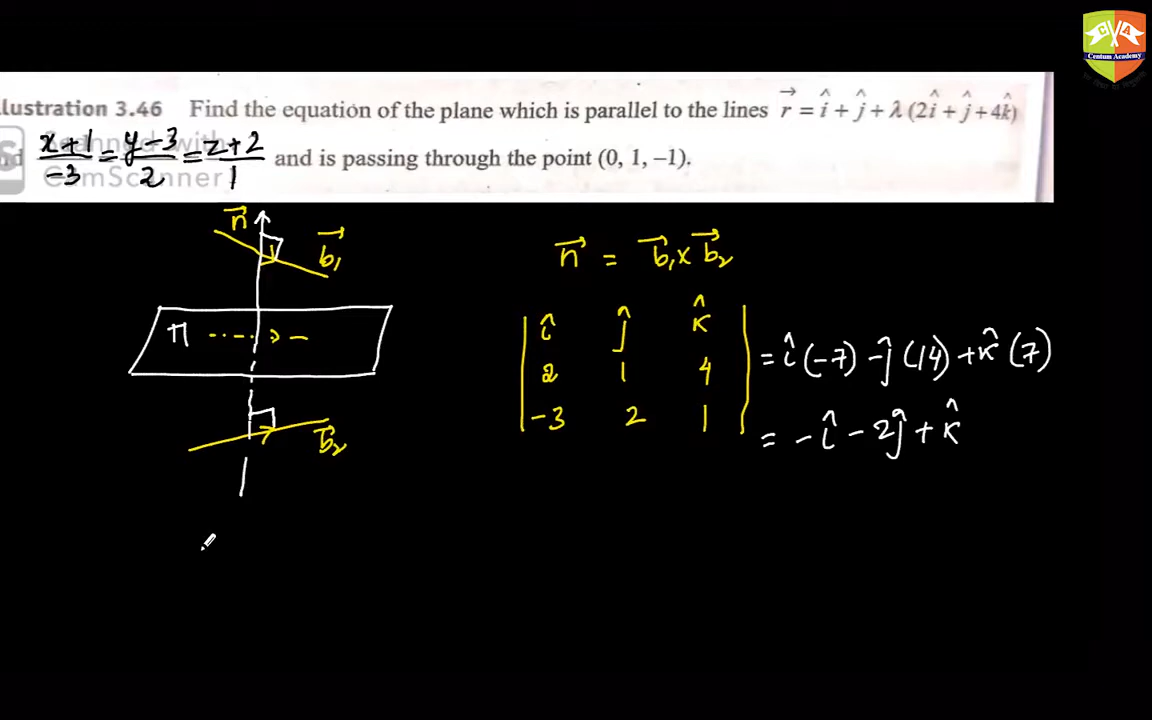 C A
Centum Academy
lustration 3.46 Find the equation of the plane which is parallel to the lines r⃗ = î + ĵ + λ (2î + ĵ + 4k̂)
x+1/-3 = y-3/2 = z+2/1 and is passing through the point (0, 1, −1).
n⃗ b⃗₁
n⃗ = b⃗₁ × b⃗₂
π
î ĵ k̂
2 1 4
-3 2 1
= î(-7) - ĵ(14) + k̂(7)
= -î - 2ĵ + k̂
b⃗₂